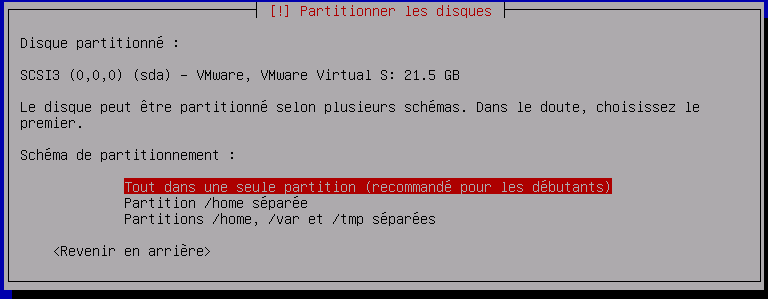 [!] Partitionner les disques
Disque partitionné :
SCSI3 (0,0,0) (sda) - VMware, VMware Virtual S: 21.5 GB
Le disque peut être partitionné selon plusieurs schémas. Dans le doute, choisissez le
premier.
Schéma de partitionnement :
Tout dans une seule partition (recommandé pour les débutants)
Partition /home séparée
Partitions /home, /var et /tmp séparées
<Revenir en arrière>